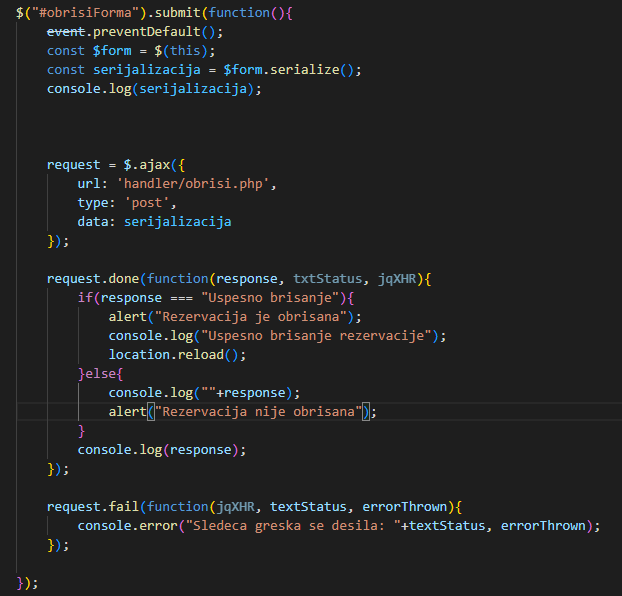 $("#obrisiForma").submit(function(){
event.preventDefault();
const $form = $(this);
const serijalizacija = $form.serialize();
console.log(serijalizacija);
request = $.ajax({
url: 'handler/obrisi.php',
type: 'post',
data: serijalizacija
});
request.done(function(response, txtStatus, jqXHR){
if(response === "Uspesno brisanje"){
alert("Rezervacija je obrisana");
console.log("Uspesno brisanje rezervacije");
location.reload();
}else{
console.log(""+response);
alert("Rezervacija nije obrisana");
}
console.log(response);
});
request.fail(function(jqXHR, textStatus, errorThrown){
console.error("Sledeca greska se desila: "+textStatus, errorThrown);
});
});